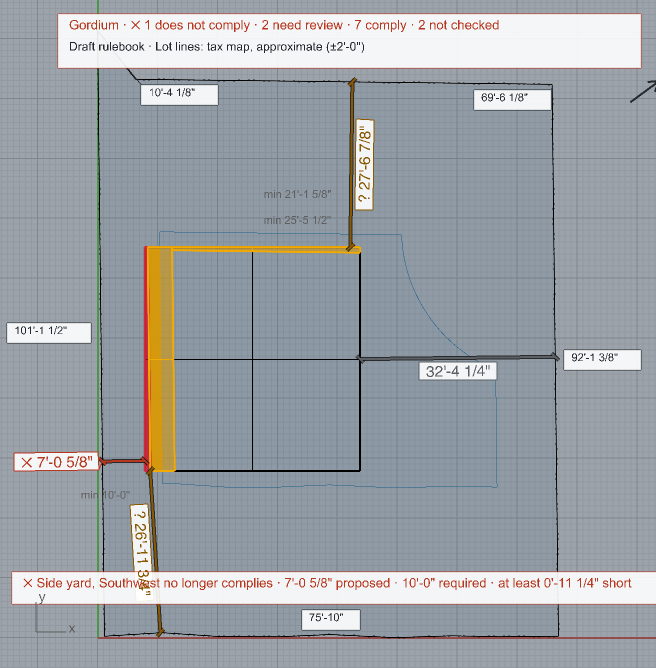 Gordium · ✕ 1 does not comply · 2 need review · 7 comply · 2 not checked
Draft rulebook · Lot lines: tax map, approximate (±2'-0")
10'-4 1/8"
69'-6 1/8"
? 27'-6 7/8"
min 21'-1 5/8"
min 25'-5 1/2"
101'-1 1/2"
92'-1 3/8"
32'-4 1/4"
✕ 7'-0 5/8"
min 10'-0"
? 26'-11 3/4"
✕ Side yard, Southwest no longer complies · 7'-0 5/8" proposed · 10'-0" required · at least 0'-11 1/4" short
y
x
75'-10"